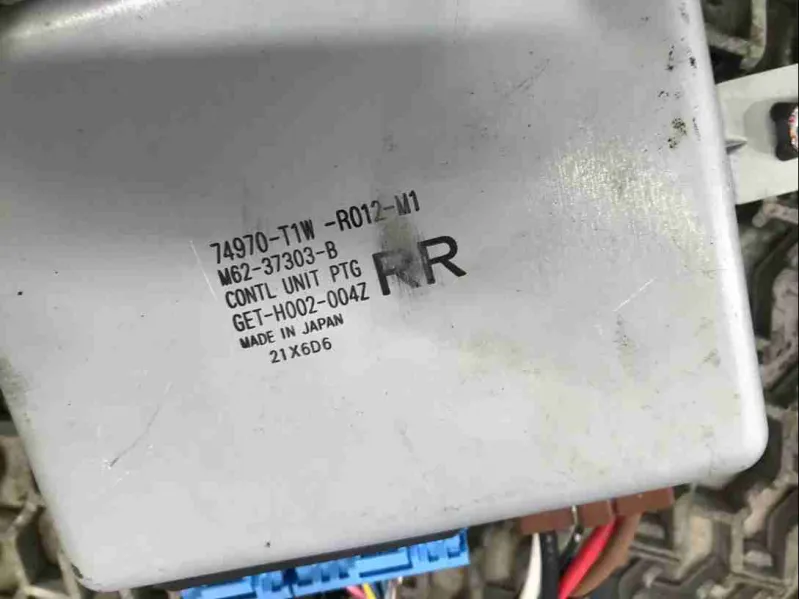 74970-T1W -R012-M1
M62-37303-B
CONTL UNIT PTG
GET-H002-004Z
RR
MADE IN JAPAN
21X6D6